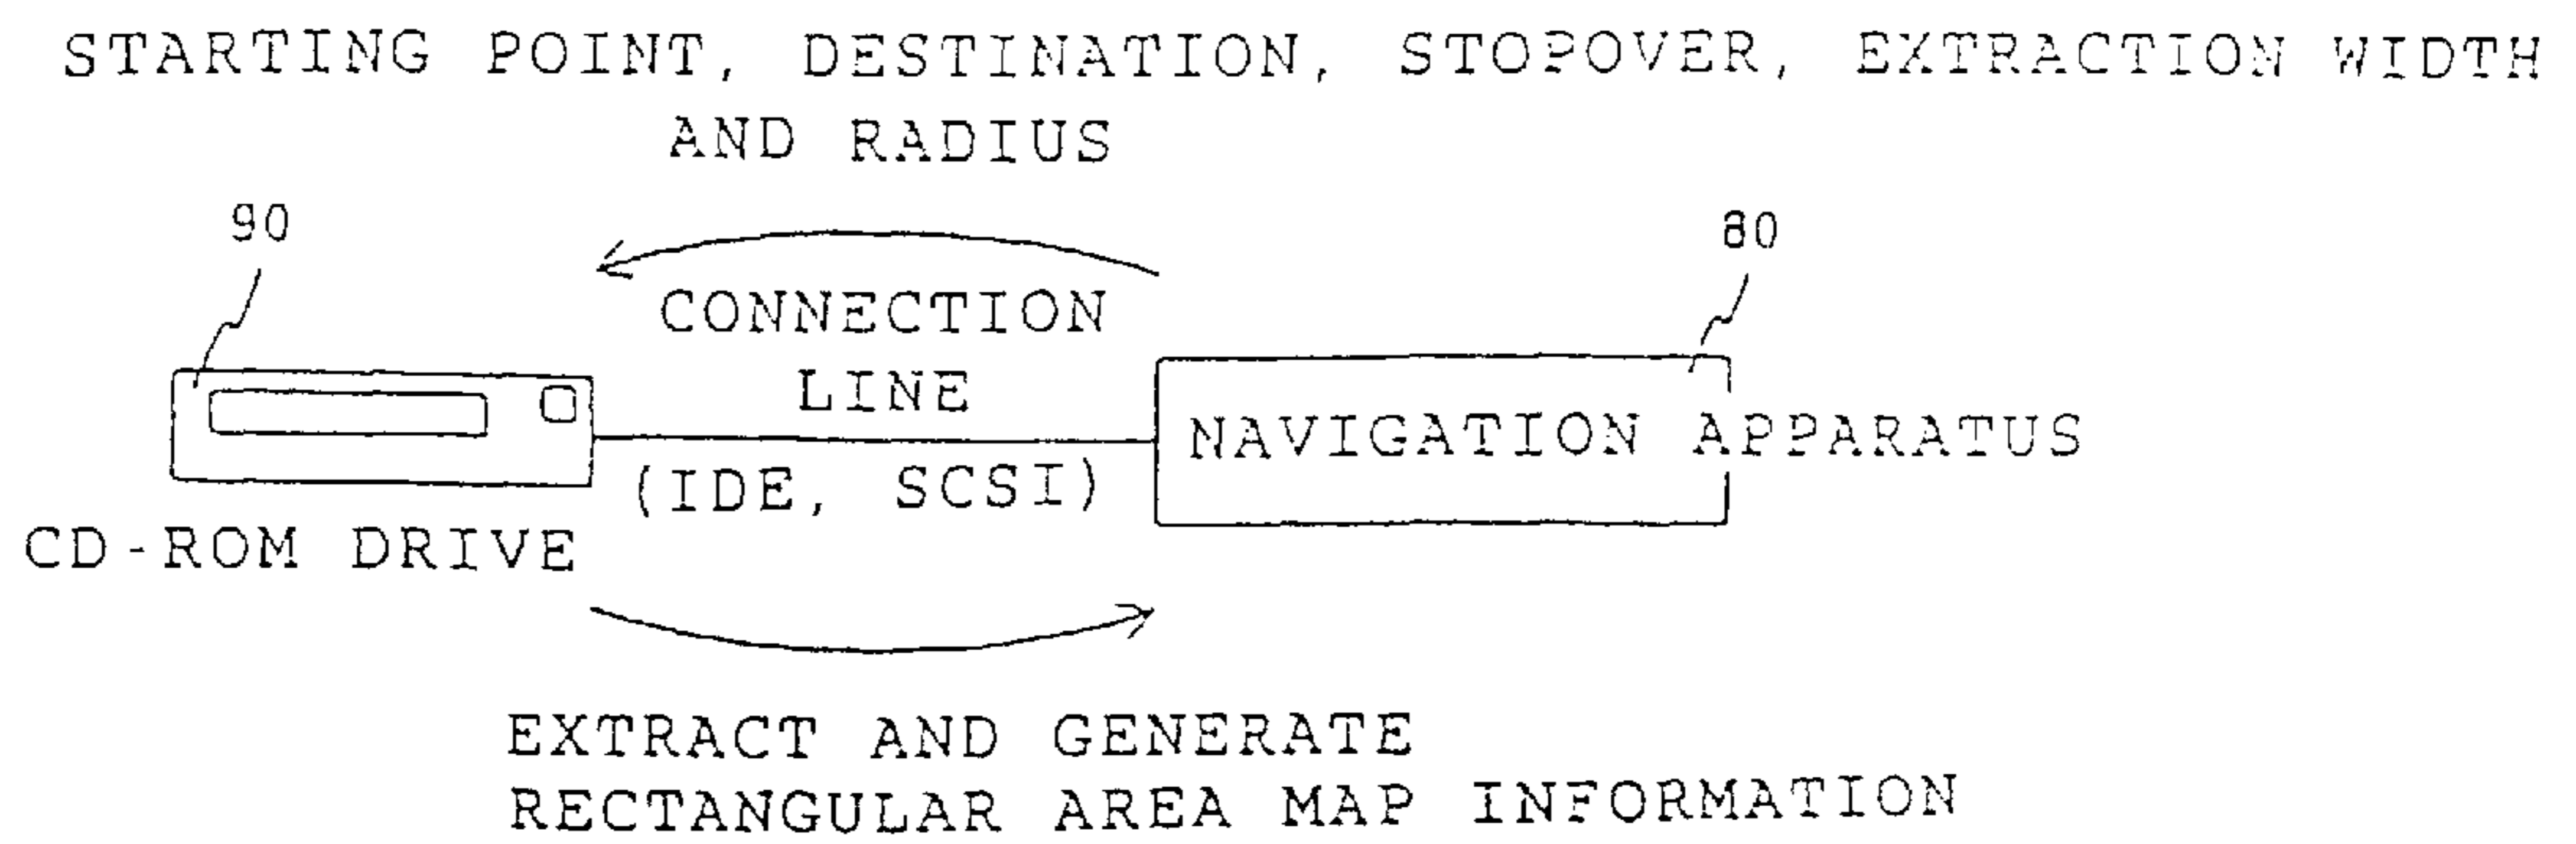 STARTING POINT, DESTINATION, STOPOVER, EXTRACTION WIDTH
AND RADIUS
90
80
CONNECTION
LINE
NAVIGATION APPARATUS
(IDE, SCSI)
CD-ROM DRIVE
EXTRACT AND GENERATE
RECTANGULAR AREA MAP INFORMATION